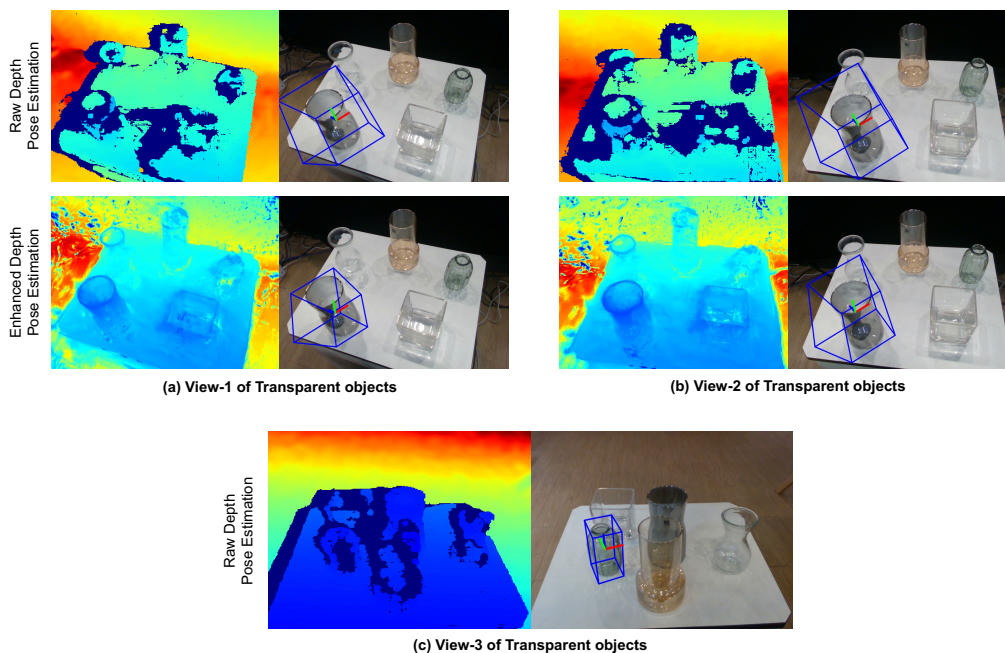 Raw Depth
Pose Estimation
Enhanced Depth
Pose Estimation
(a) View-1 of Transparent objects
(b) View-2 of Transparent objects
Raw Depth
Pose Estimation
(c) View-3 of Transparent objects